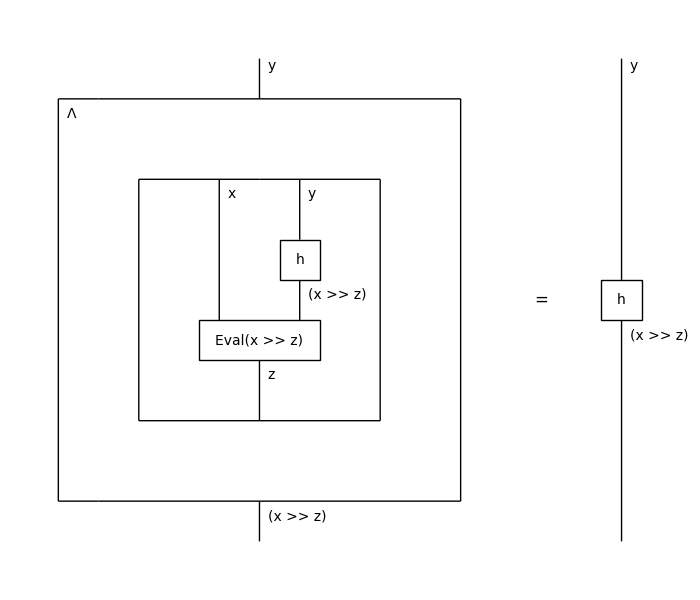 y
y
Λ
x
y
h
(x >> z)
=
h
Eval(x >> z)
(x >> z)
z
(x >> z)